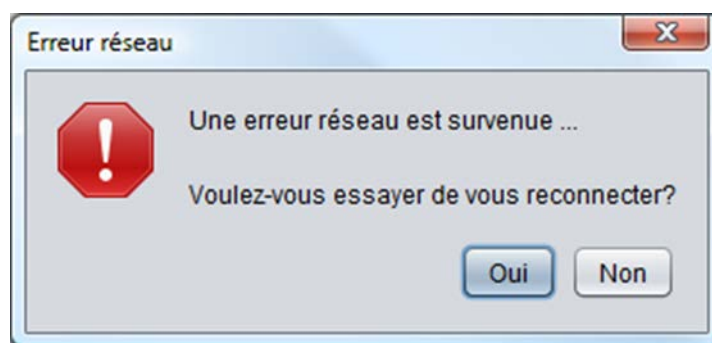 Erreur réseau
Une erreur réseau est survenue ...
Voulez-vous essayer de vous reconnecter?
Oui Non